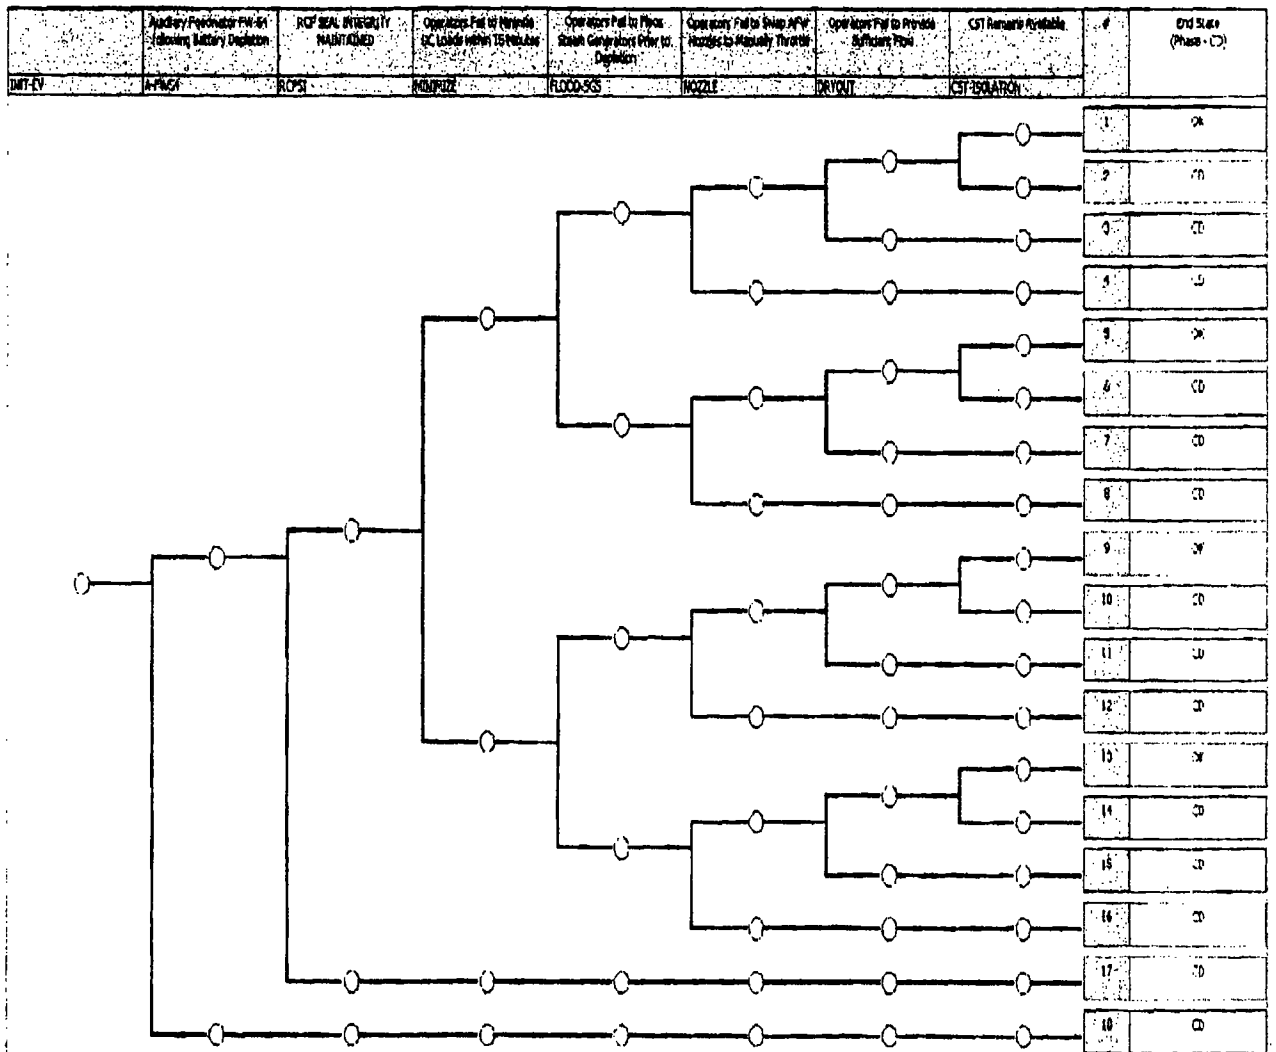 Auxiliary Feedwater FW-54
Following Battery Depletion
RCP SEAL INTEGRITY
MAINTAINED
Operators Fail to Minimize
DC Loads within 15 Minutes
Operators Fail to Flood
Steam Generators Prior to
Depletion
Operators Fail to Swap AFW
Nozzles to Manually Throttle
Operators Fail to Provide
Sufficient Flow
CST Remains Available
#
End State
(Phase - CD)
INIT-EV
RCPSI
MINIMIZE
FLOOD-SGS
NOZZLE
DRYOUT
CST-ISOLATION
1 OK
2 CD
3 CD
4 CD
5 OK
6 CD
7 CD
8 CD
9 OK
10 CD
11 CD
12 CD
13 OK
14 CD
15 CD
16 CD
17 CD
18 CD